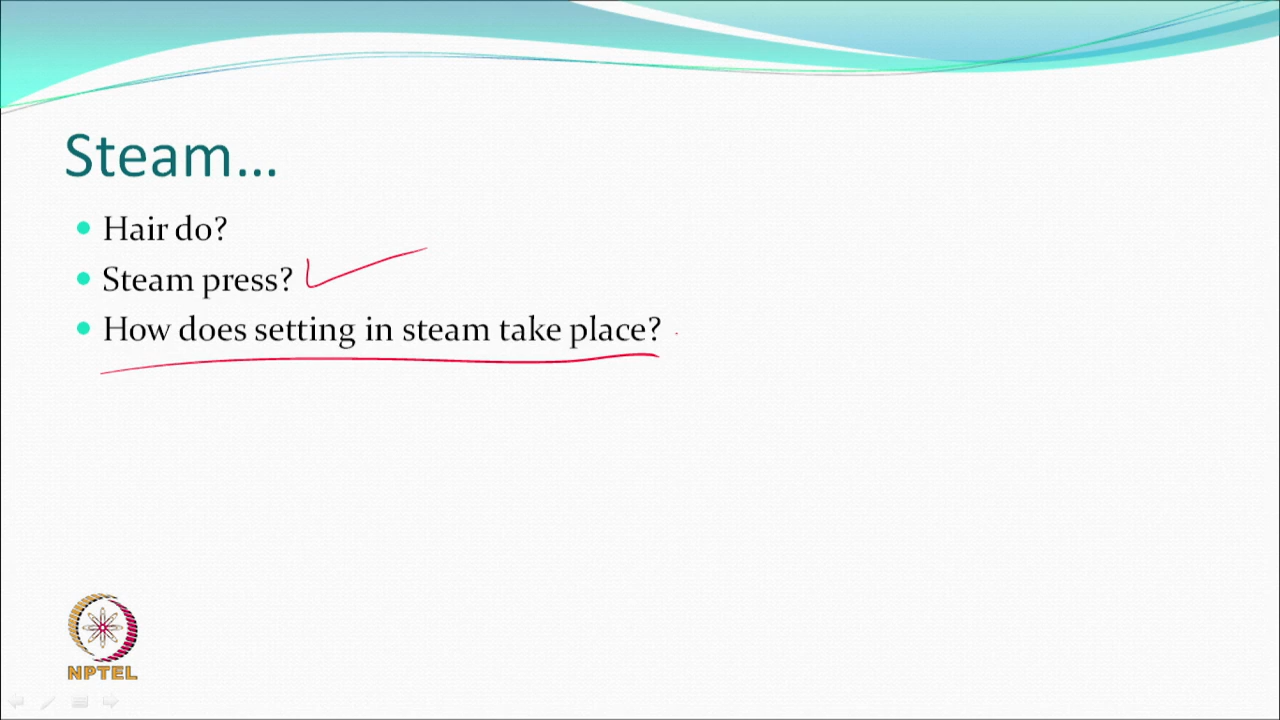 Steam...
Hair do?
Steam press?
How does setting in steam take place?
NPTEL